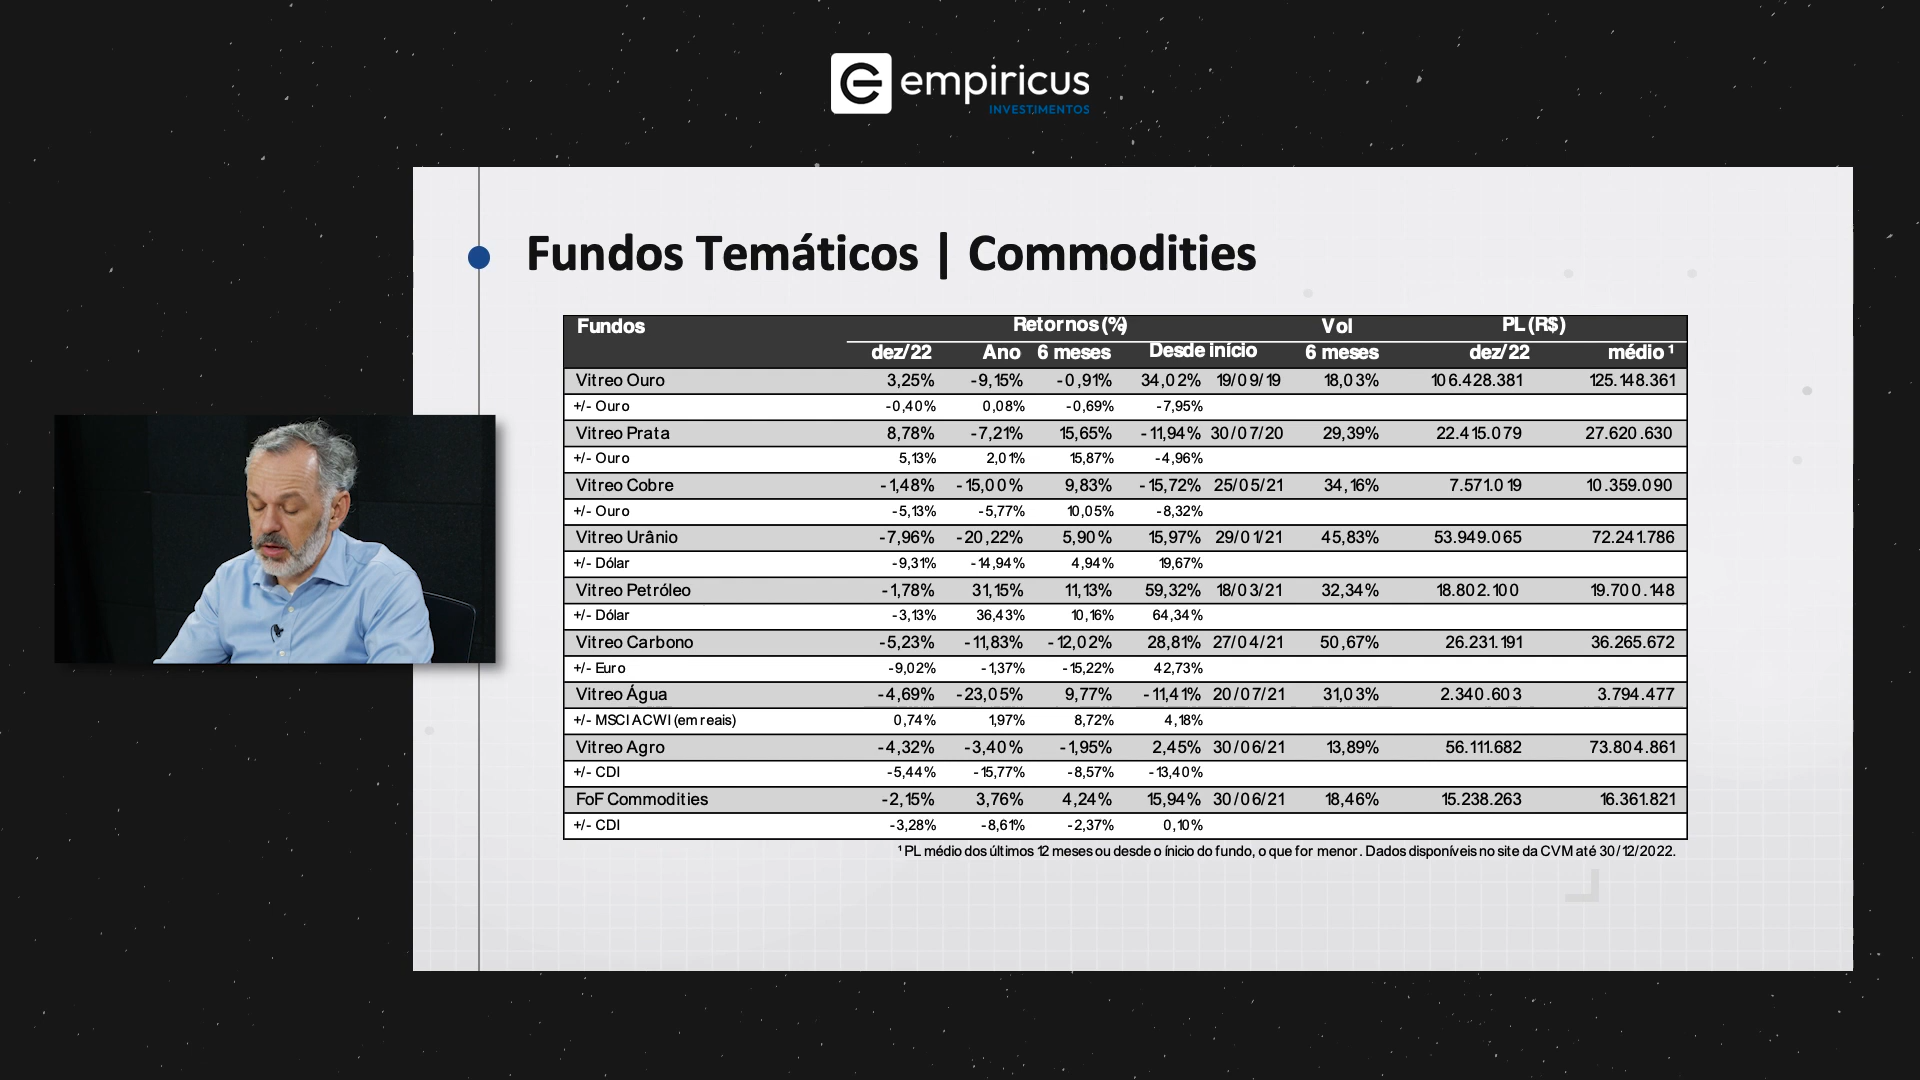 empiricus
INVESTIMENTOS
Fundos Temáticos | Commodities
Fundos Retornos (%) Vol PL (R$)
dez/22 Ano 6 meses Desde início 6 meses dez/22 médio ¹
Vitreo Ouro 3,25% -9,15% -0,91% 34,02% 19/09/19 18,03% 106.428.381 125.148.361
+/- Ouro -0,40% 0,08% -0,69% -7,95%
Vitreo Prata 8,78% -7,21% 15,65% -11,94% 30/07/20 29,39% 22.415.079 27.620.630
+/- Ouro 5,13% 2,01% 15,87% -4,96%
Vitreo Cobre -1,48% -15,00% 9,83% -15,72% 25/05/21 34,16% 7.571.019 10.359.090
+/- Ouro -5,13% -5,77% 10,05% -8,32%
Vitreo Urânio -7,96% -20,22% 5,90% 15,97% 29/01/21 45,83% 53.949.065 72.241.786
+/- Dólar -9,31% -14,94% 4,94% 19,67%
Vitreo Petróleo -1,78% 31,15% 11,13% 59,32% 18/03/21 32,34% 18.802.100 19.700.148
+/- Dólar -3,13% 36,43% 10,16% 64,34%
Vitreo Carbono -5,23% -11,83% -12,02% 28,81% 27/04/21 50,67% 26.231.191 36.265.672
+/- Euro -9,02% -1,37% -15,22% 42,73%
Vitreo Água -4,69% -23,05% 9,77% -11,41% 20/07/21 31,03% 2.340.603 3.794.477
+/- MSCI ACWI (em reais) 0,74% 1,97% 8,72% 4,18%
Vitreo Agro -4,32% -3,40% -1,95% 2,45% 30/06/21 13,89% 56.111.682 73.804.861
+/- CDI -5,44% -15,77% -8,57% -13,40%
FoF Commodities -2,15% 3,76% 4,24% 15,94% 30/06/21 18,46% 15.238.263 16.361.821
+/- CDI -3,28% -8,61% -2,37% 0,10%
¹ PL médio dos últimos 12 meses ou desde o ínicio do fundo, o que for menor. Dados disponíveis no site da CVM até 30/12/2022.